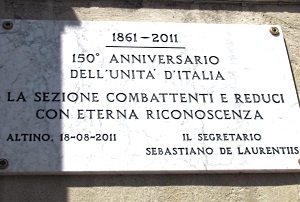 1861-2011
150° ANNIVERSARIO
DELL'UNITA' D'ITALIA
LA SEZIONE COMBATTENTI E REDUCI
CON ETERNA RICONOSCENZA
ALTINO, 18-08-2011 IL SEGRETARIO
SEBASTIANO DE LAURENTIIS